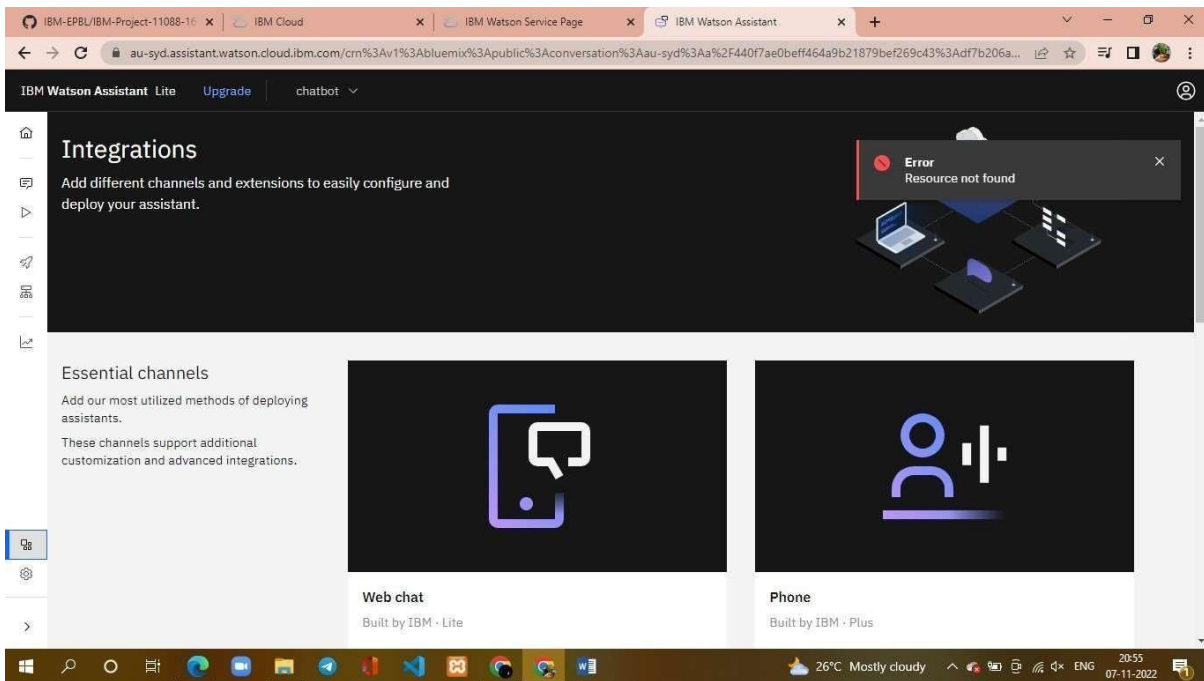 IBM-EPBL/IBM-Project-11088-16
IBM Cloud
IBM Watson Service Page
IBM Watson Assistant
au-syd.assistant.watson.cloud.ibm.com/crn%3Av1%3Abluemix%3Apublic%3Aconversation%3Aau-syd%3Aa%2F440f7ae0beff464a9b21879bef269c43%3Adf7b206a...
IBM Watson Assistant Lite Upgrade chatbot
Integrations
Add different channels and extensions to easily configure and
deploy your assistant.
Error
Resource not found
Essential channels
Add our most utilized methods of deploying
assistants.
These channels support additional
customization and advanced integrations.
Web chat
Built by IBM · Lite
Phone
Built by IBM · Plus
26°C Mostly cloudy
ENG
20:55
07-11-2022